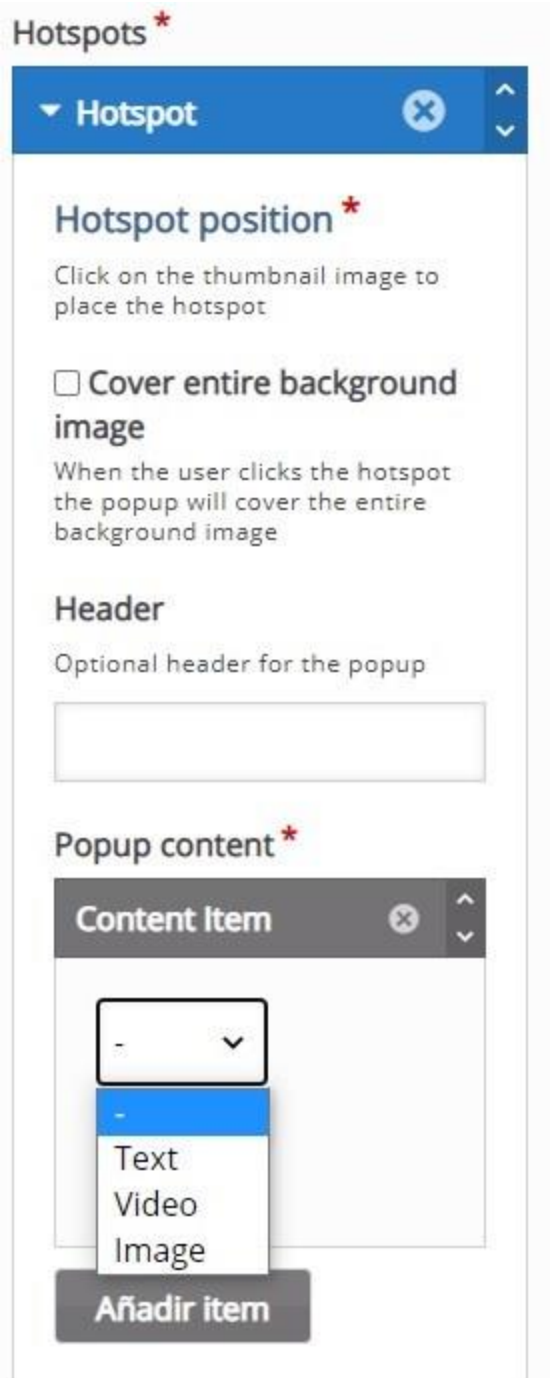 Hotspots *
Hotspot
Hotspot position *
Click on the thumbnail image to
place the hotspot
Cover entire background
image
When the user clicks the hotspot
the popup will cover the entire
background image
Header
Optional header for the popup
Popup content *
Content Item
-
-
Text
Video
Image
Añadir item